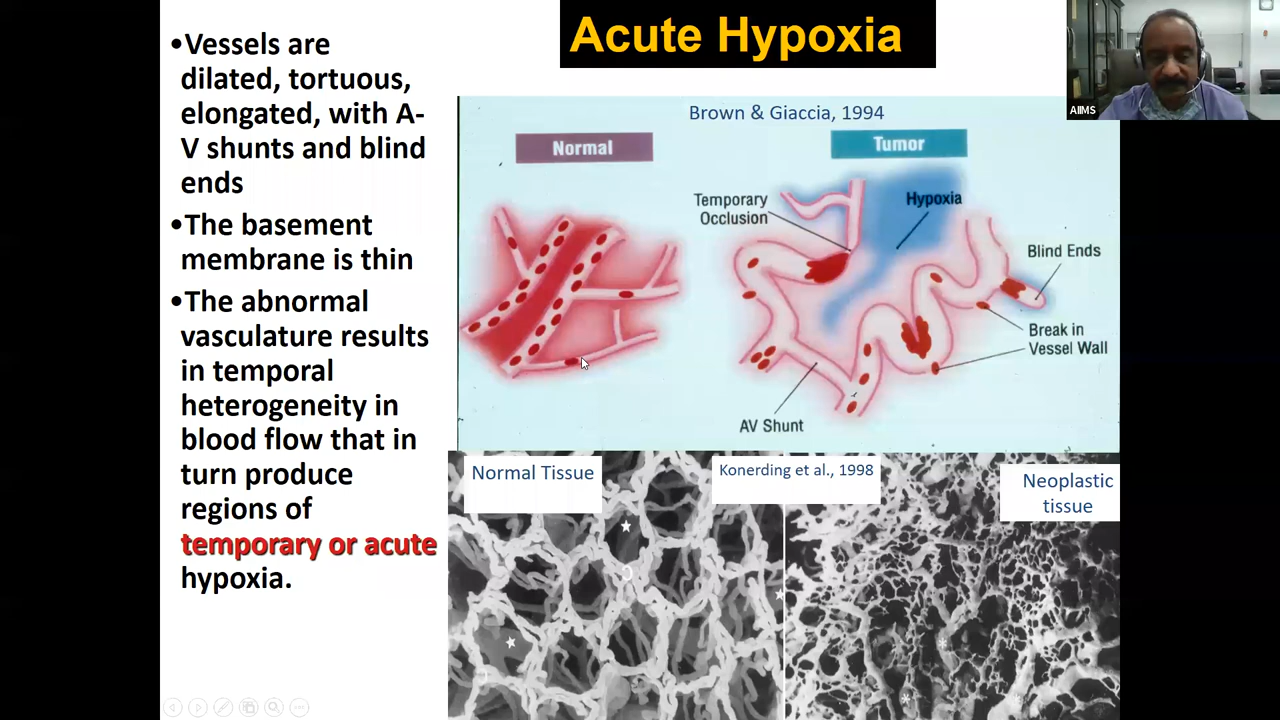 Acute Hypoxia
•Vessels are
dilated, tortuous,
elongated, with A-
V shunts and blind
ends
•The basement
membrane is thin
•The abnormal
vasculature results
in temporal
heterogeneity in
blood flow that in
turn produce
regions of
temporary or acute
hypoxia.
Brown & Giaccia, 1994
Normal
Tumor
Temporary
Occlusion
Hypoxia
Blind Ends
Break in
Vessel Wall
AV Shunt
Normal Tissue
Konerding et al., 1998
Neoplastic
tissue
AIIMS